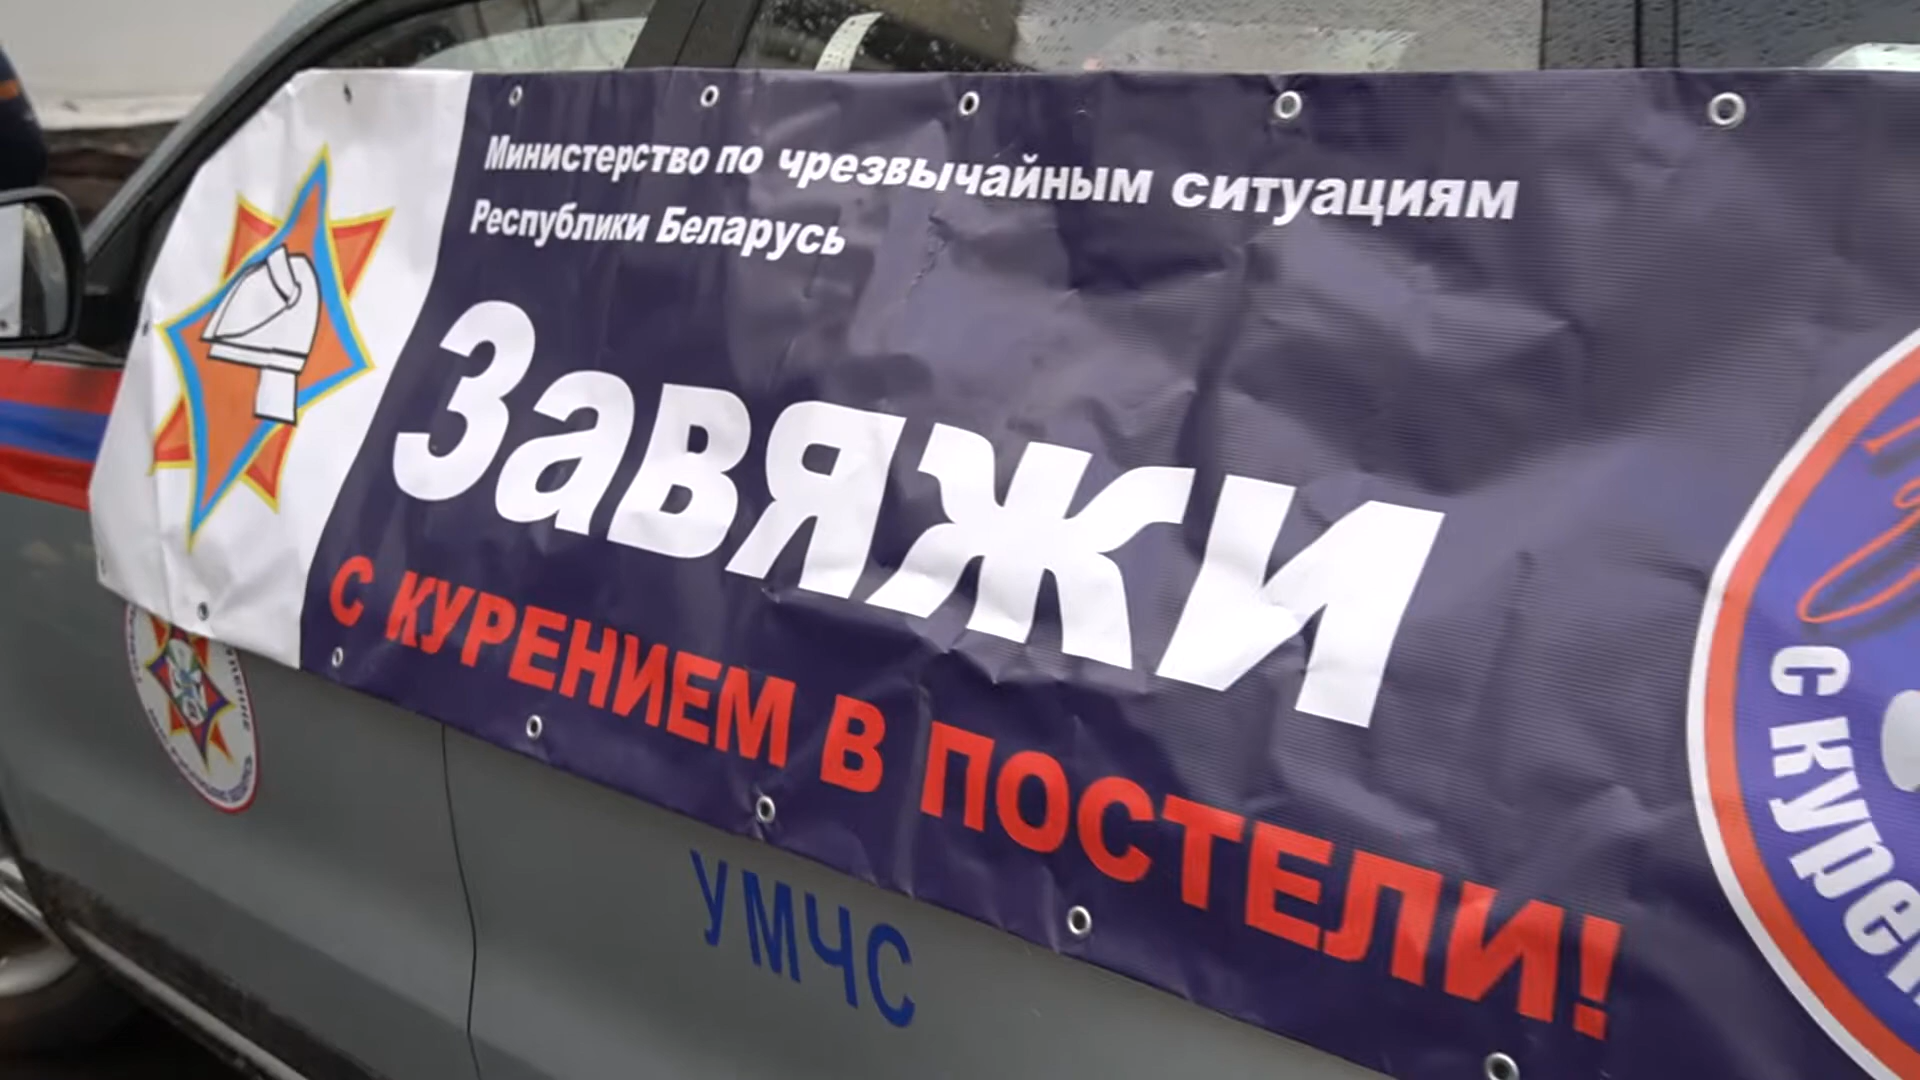 Министерство по чрезвычайным ситуациям
Республики Беларусь
Завяжи
С КУРЕНИЕМ В ПОСТЕЛИ!
УМЧС